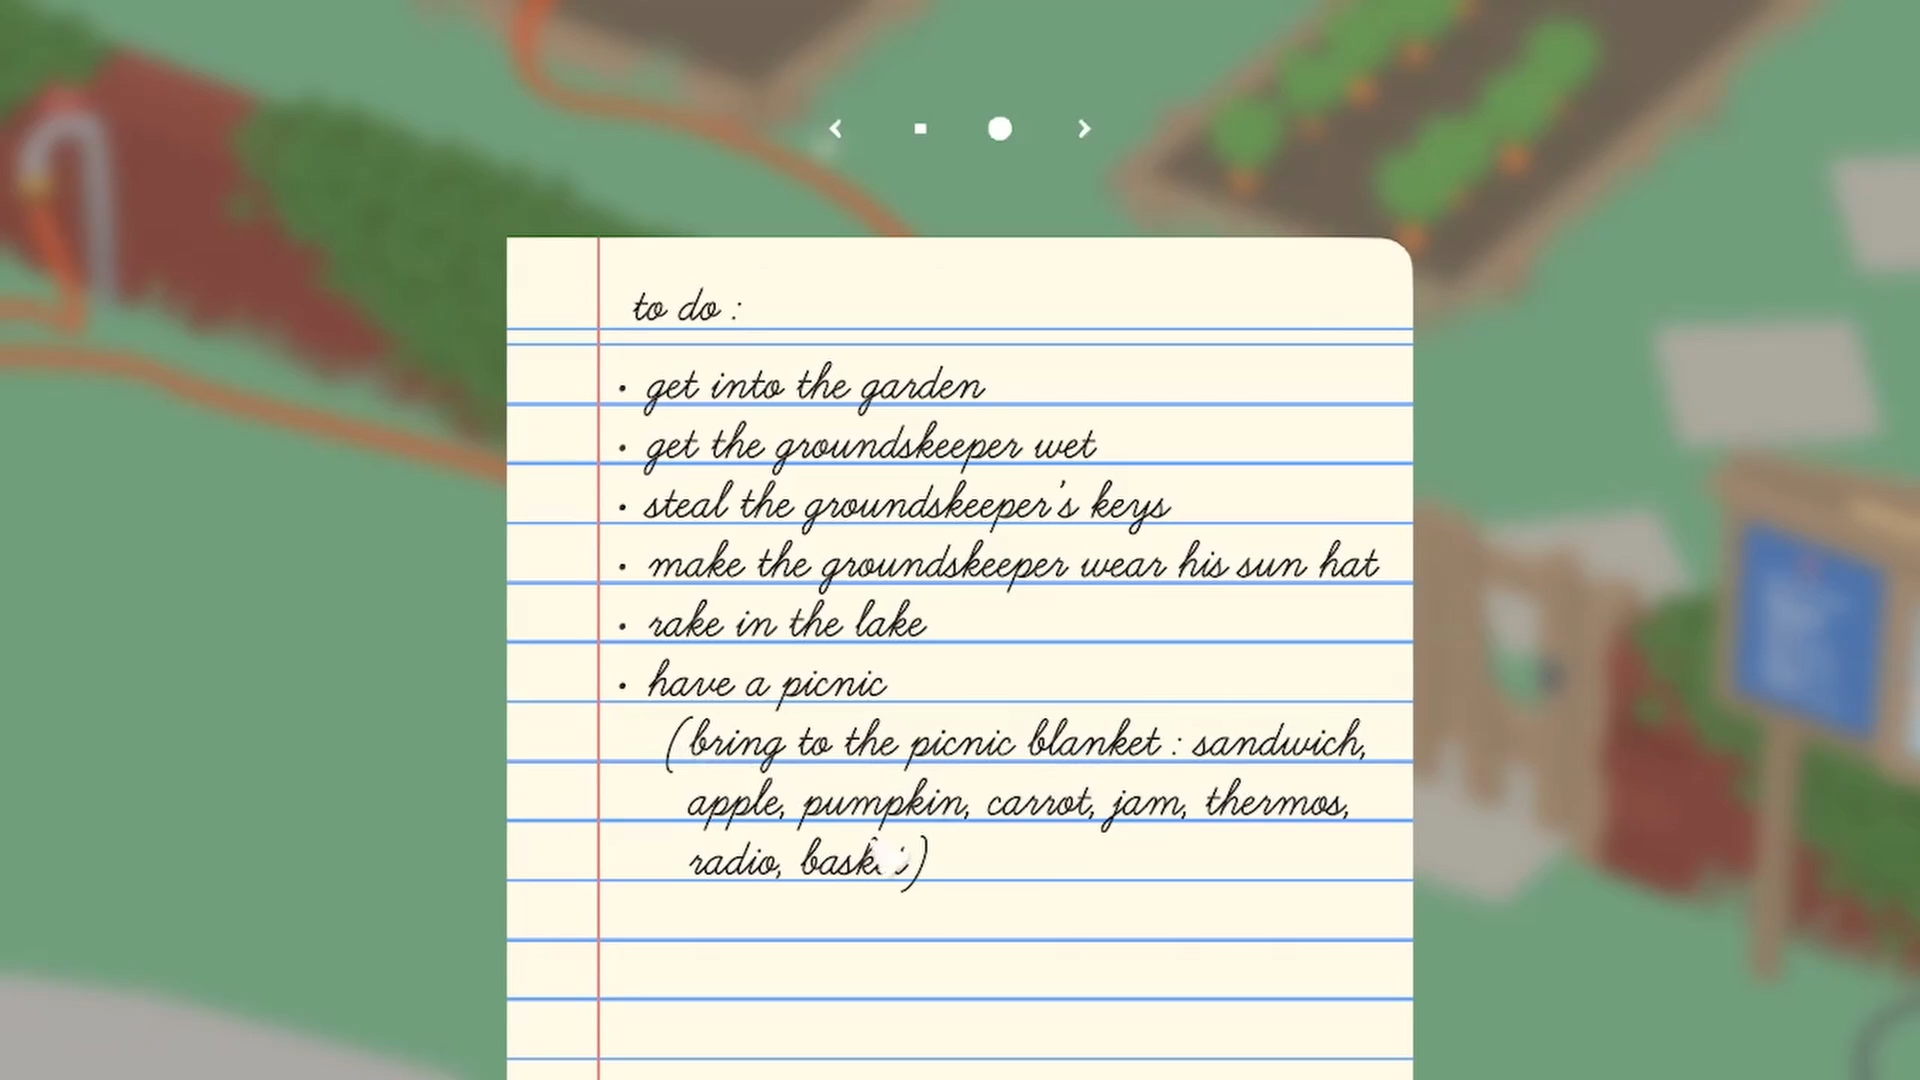 to do :
• get into the garden
• get the groundskeeper wet
• steal the groundskeeper's keys
• make the groundskeeper wear his sun hat
• rake in the lake
• have a picnic
(bring to the picnic blanket : sandwich,
apple, pumpkin, carrot, jam, thermos,
radio, basket)